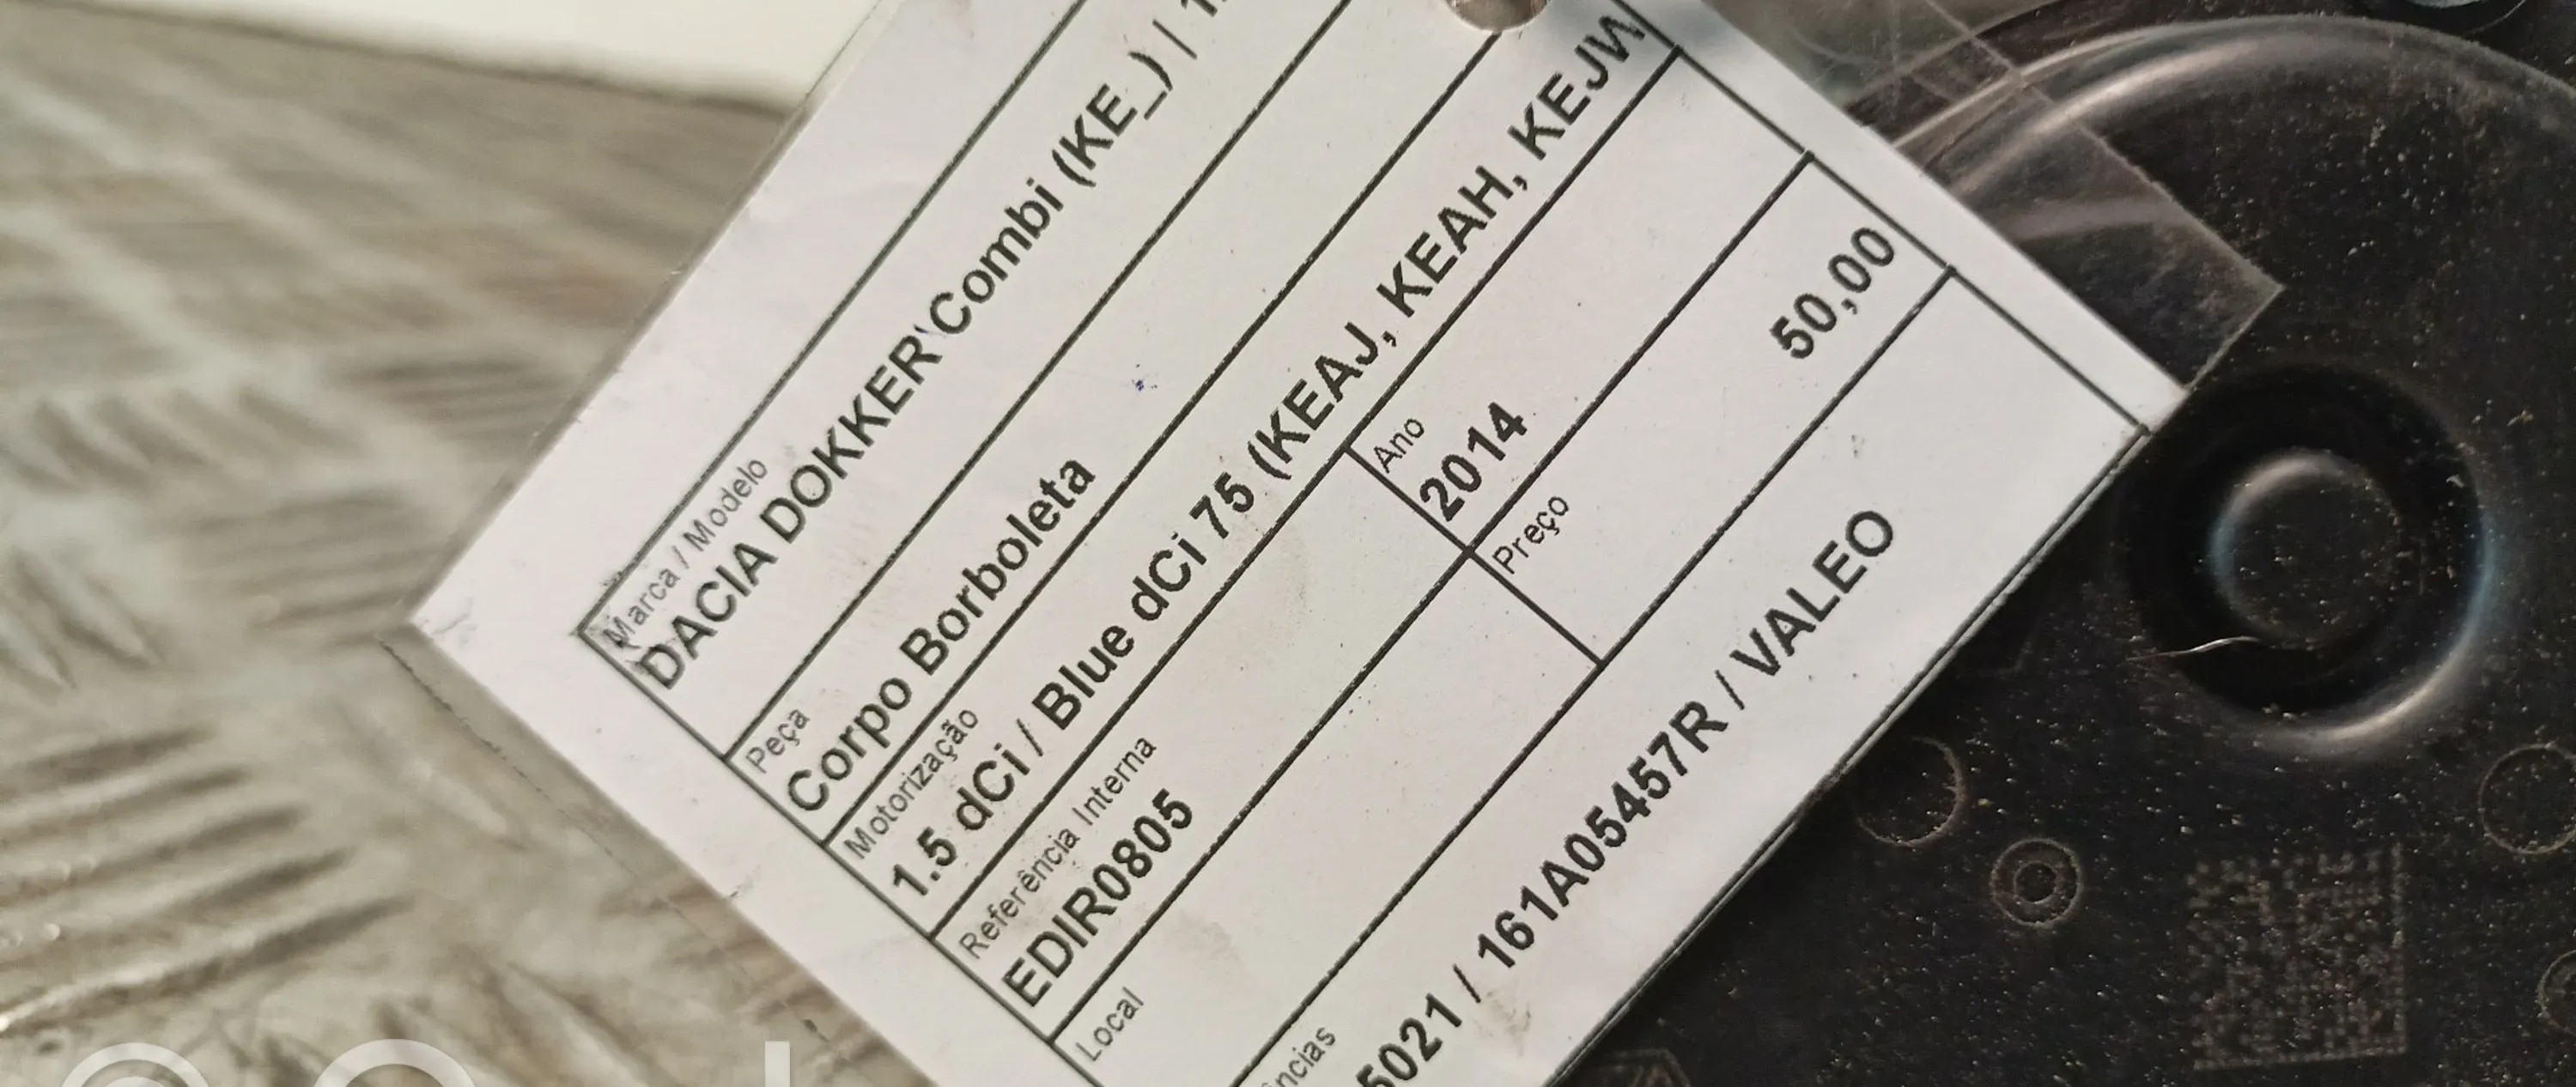 Marca / Modelo
DACIA DOKKER Combi (KE_) |
Peça
Corpo Borboleta
Motorização
1.5 dCi / Blue dCi 75 (KEAJ, KEAH, KEJW
Referência Interna
EDIR0805
Ano
2014
Local
Preço
50,00
5021 / 161A05457R / VALEO